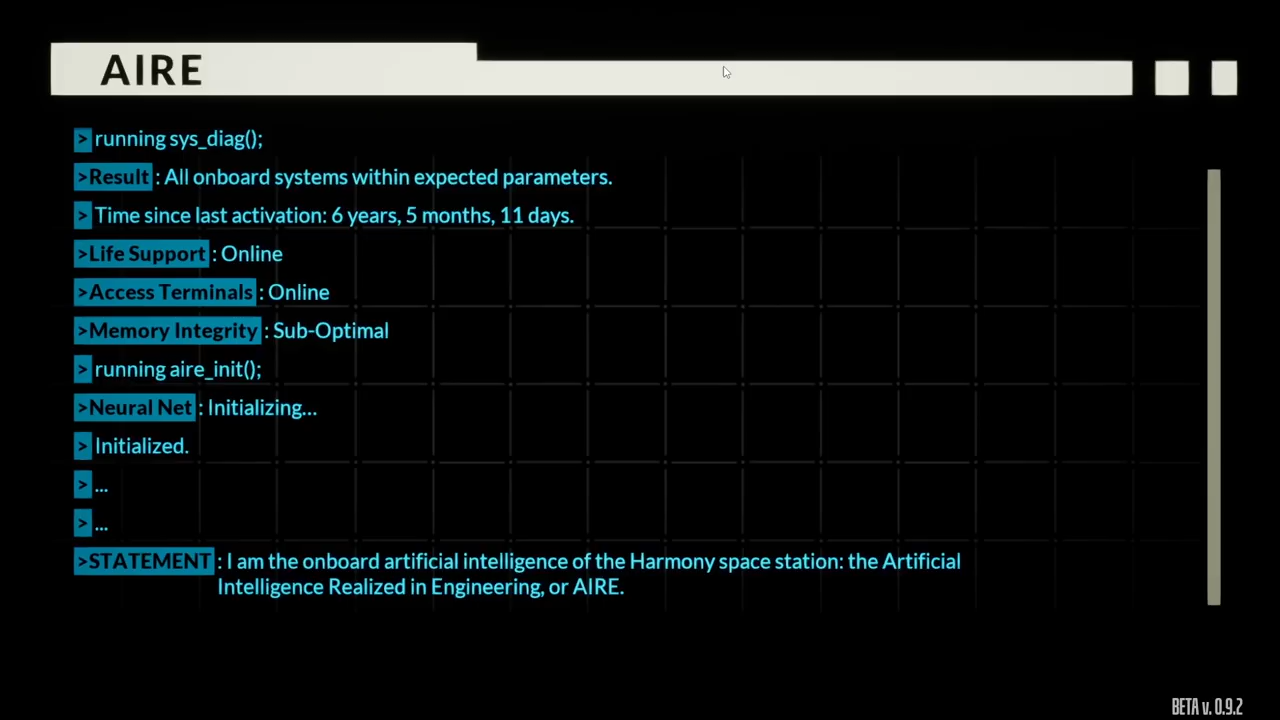 AIRE
> running sys_diag();
>Result : All onboard systems within expected parameters.
> Time since last activation: 6 years, 5 months, 11 days.
>Life Support : Online
>Access Terminals : Online
>Memory Integrity : Sub-Optimal
> running aire_init();
>Neural Net : Initializing...
> Initialized.
> ...
> ...
>STATEMENT : I am the onboard artificial intelligence of the Harmony space station: the Artificial
Intelligence Realized in Engineering, or AIRE.
BETA v. 0.9.2